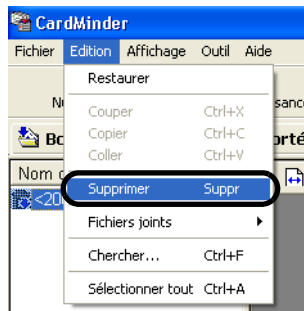 CardMinder
Fichier Edition Affichage Outil Aide
Restaurer
Couper Ctrl+X
Copier Ctrl+C
Coller Ctrl+V
Nom
Supprimer Suppr
<20
Fichiers joints
Chercher... Ctrl+F
Sélectionner tout Ctrl+A